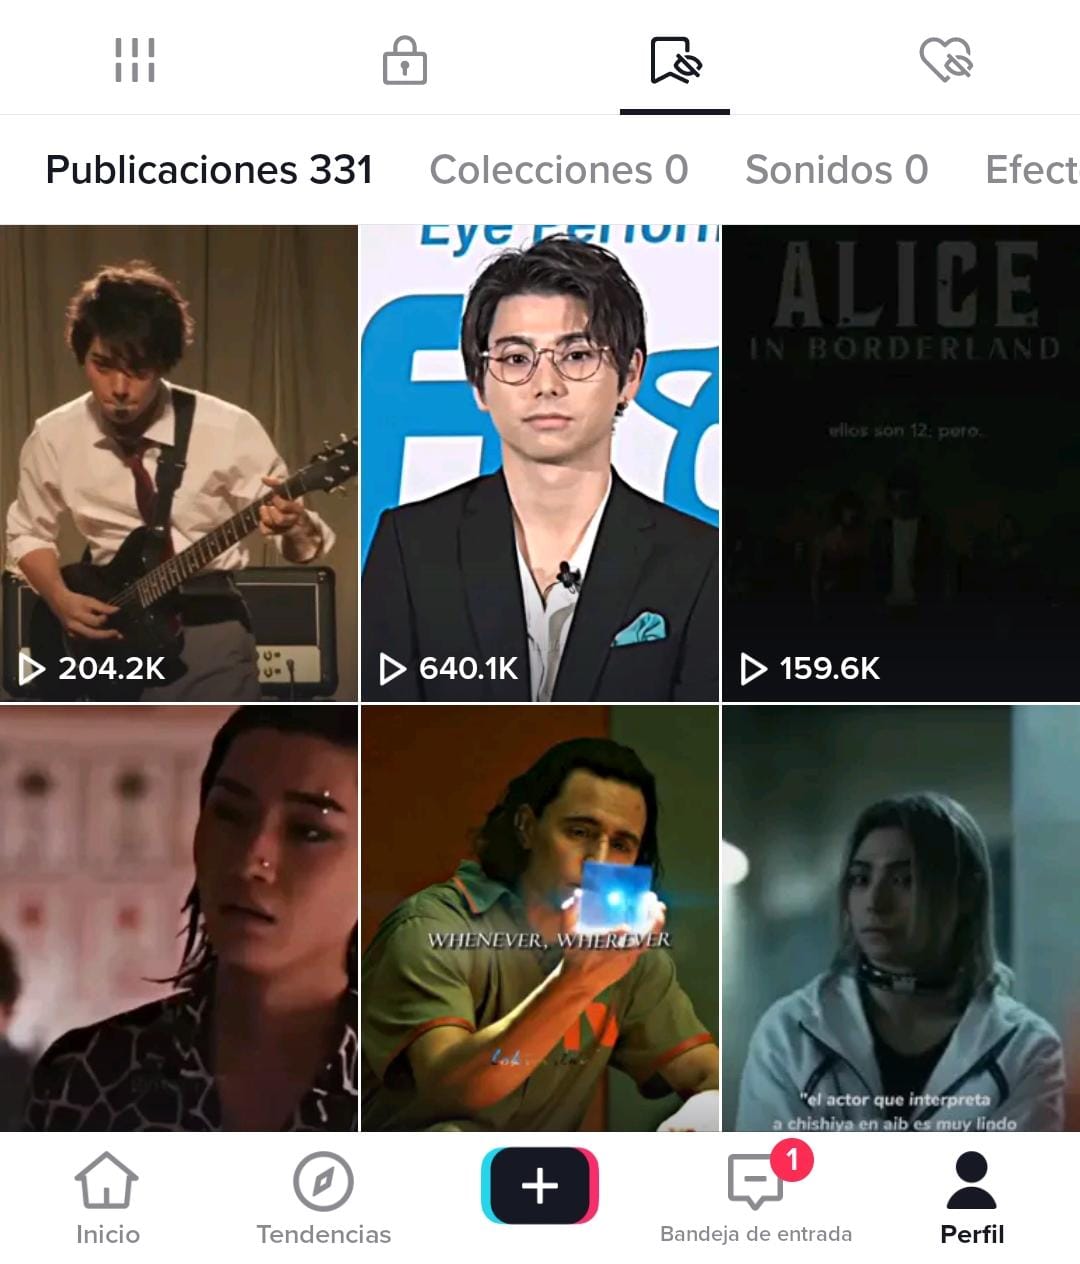 Publicaciones 331
Colecciones 0
Sonidos 0
Efect
Eye Perform
ALICE
IN BORDERLAND
ellos son 12; pero..
204.2K
640.1K
159.6K
WHENEVER, WHEREVER
"el actor que interpreta
a chishiya en aib es muy lindo
1
Inicio
Tendencias
Bandeja de entrada
Perfil